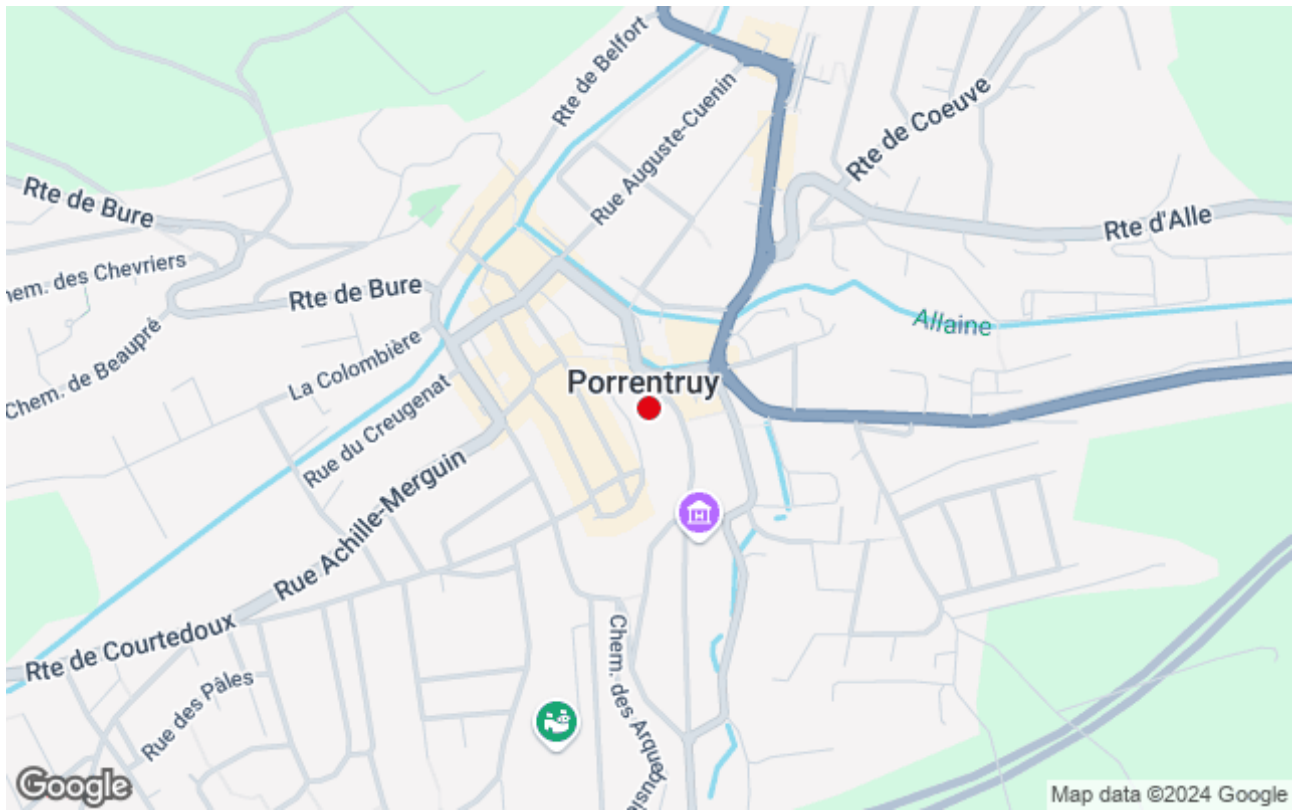 Rte de Belfort
Rue Auguste-Cuenin
Rte de Coeuve
Rte de Bure
Rte d'Alle
hem. des Chevriers
Rte de Bure
Allaine
Chem. de Beaupré
La Colombière
Porrentruy
Rue du Creugenat
Rue Achille-Merguin
Rte de Courtedoux
Chem. des Arquebusie
Rue des Pâles
Google
Map data ©2024 Google